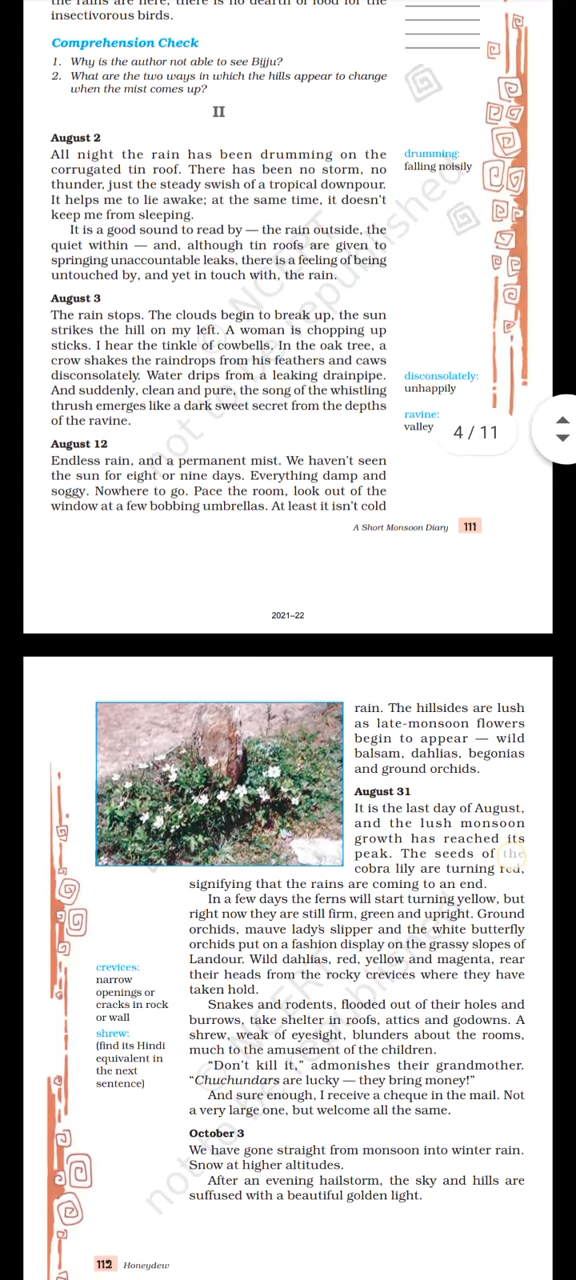 the rains are here, there is no dearth of food for the
insectivorous birds.
Comprehension Check
1. Why is the author not able to see Bijju?
2. What are the two ways in which the hills appear to change
when the mist comes up?
II
August 2
All night the rain has been drumming on the
corrugated tin roof. There has been no storm, no
thunder, just the steady swish of a tropical downpour.
It helps me to lie awake; at the same time, it doesn't
keep me from sleeping.
It is a good sound to read by — the rain outside, the
quiet within — and, although tin roofs are given to
springing unaccountable leaks, there is a feeling of being
untouched by, and yet in touch with, the rain.
drumming:
falling noisily
August 3
The rain stops. The clouds begin to break up, the sun
strikes the hill on my left. A woman is chopping up
sticks. I hear the tinkle of cowbells. In the oak tree, a
crow shakes the raindrops from his feathers and caws
disconsolately. Water drips from a leaking drainpipe.
And suddenly, clean and pure, the song of the whistling
thrush emerges like a dark sweet secret from the depths
of the ravine.
disconsolately:
unhappily
ravine:
valley
4 / 11
August 12
Endless rain, and a permanent mist. We haven't seen
the sun for eight or nine days. Everything damp and
soggy. Nowhere to go. Pace the room, look out of the
window at a few bobbing umbrellas. At least it isn't cold
A Short Monsoon Diary 111
© NCERT
not to be republished
2021–22
rain. The hillsides are lush
as late-monsoon flowers
begin to appear — wild
balsam, dahlias, begonias
and ground orchids.
August 31
It is the last day of August,
and the lush monsoon
growth has reached its
peak. The seeds of the
cobra lily are turning red,
signifying that the rains are coming to an end.
In a few days the ferns will start turning yellow, but
right now they are still firm, green and upright. Ground
orchids, mauve lady's slipper and the white butterfly
orchids put on a fashion display on the grassy slopes of
Landour. Wild dahlias, red, yellow and magenta, rear
their heads from the rocky crevices where they have
taken hold.
crevices:
narrow
openings or
cracks in rock
or wall
shrew:
(find its Hindi
equivalent in
the next
sentence)
Snakes and rodents, flooded out of their holes and
burrows, take shelter in roofs, attics and godowns. A
shrew, weak of eyesight, blunders about the rooms,
much to the amusement of the children.
"Don't kill it," admonishes their grandmother.
"Chuchundars are lucky — they bring money!"
And sure enough, I receive a cheque in the mail. Not
a very large one, but welcome all the same.
October 3
We have gone straight from monsoon into winter rain.
Snow at higher altitudes.
After an evening hailstorm, the sky and hills are
suffused with a beautiful golden light.
© NCERT
not to be republished
112 Honeydew